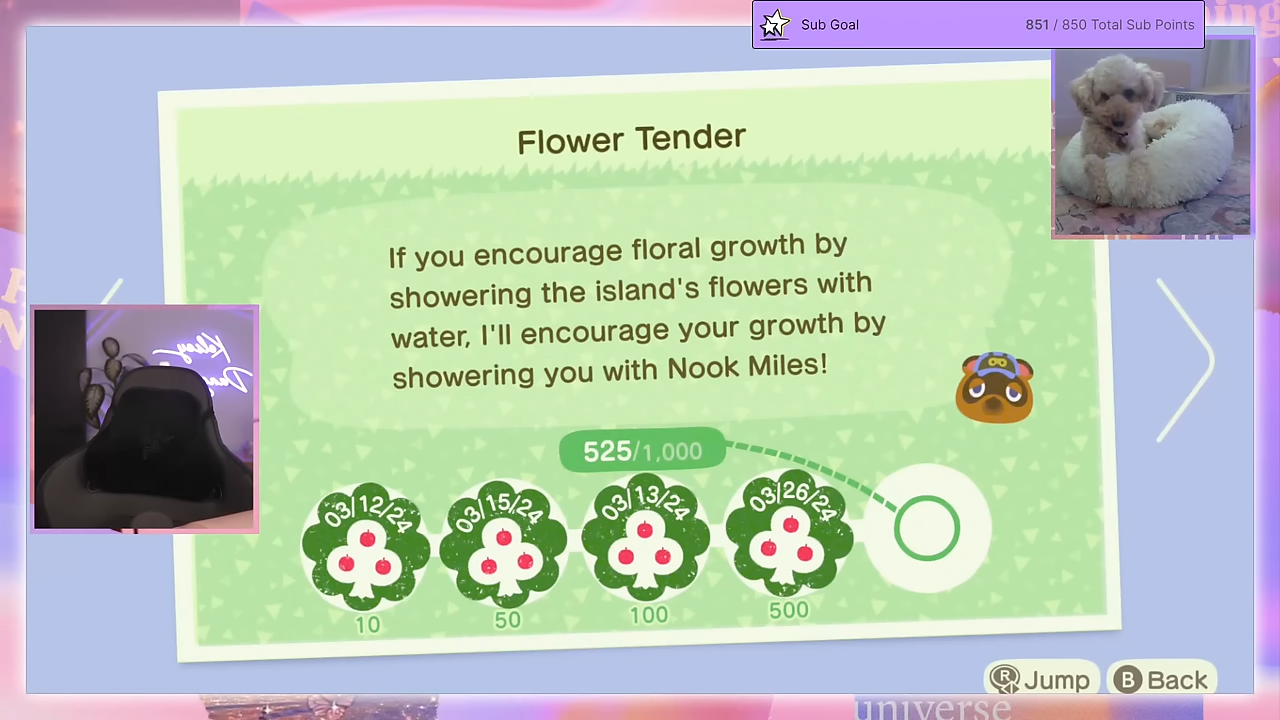 Sub Goal
851 / 850 Total Sub Points
Flower Tender
If you encourage floral growth by
showering the island's flowers with
water, I'll encourage your growth by
showering you with Nook Miles!
525/1,000
03/12/24
03/15/24
03/13/24
03/26/24
10
50
100
500
R Jump
B Back
universe